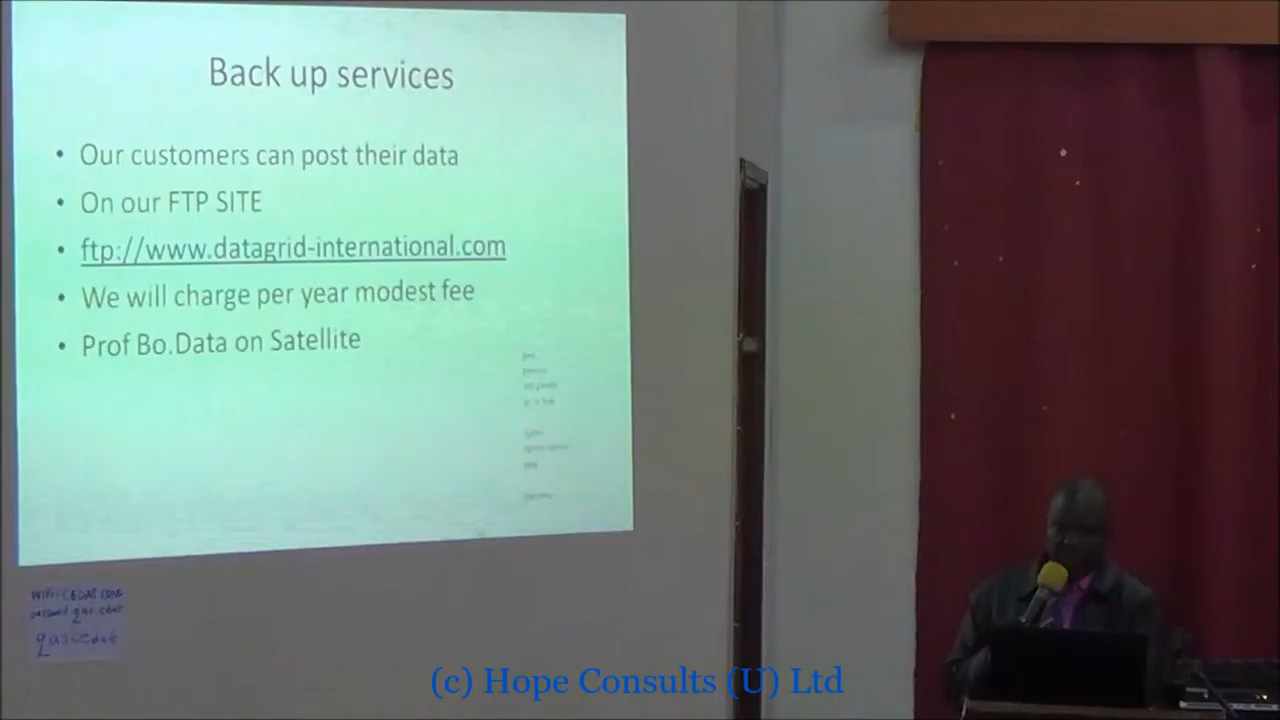 Back up services
• Our customers can post their data
• On our FTP SITE
• ftp://www.datagrid-international.com
• We will charge per year modest fee
• Prof Bo.Data on Satellite
(c) Hope Consults (U) Ltd